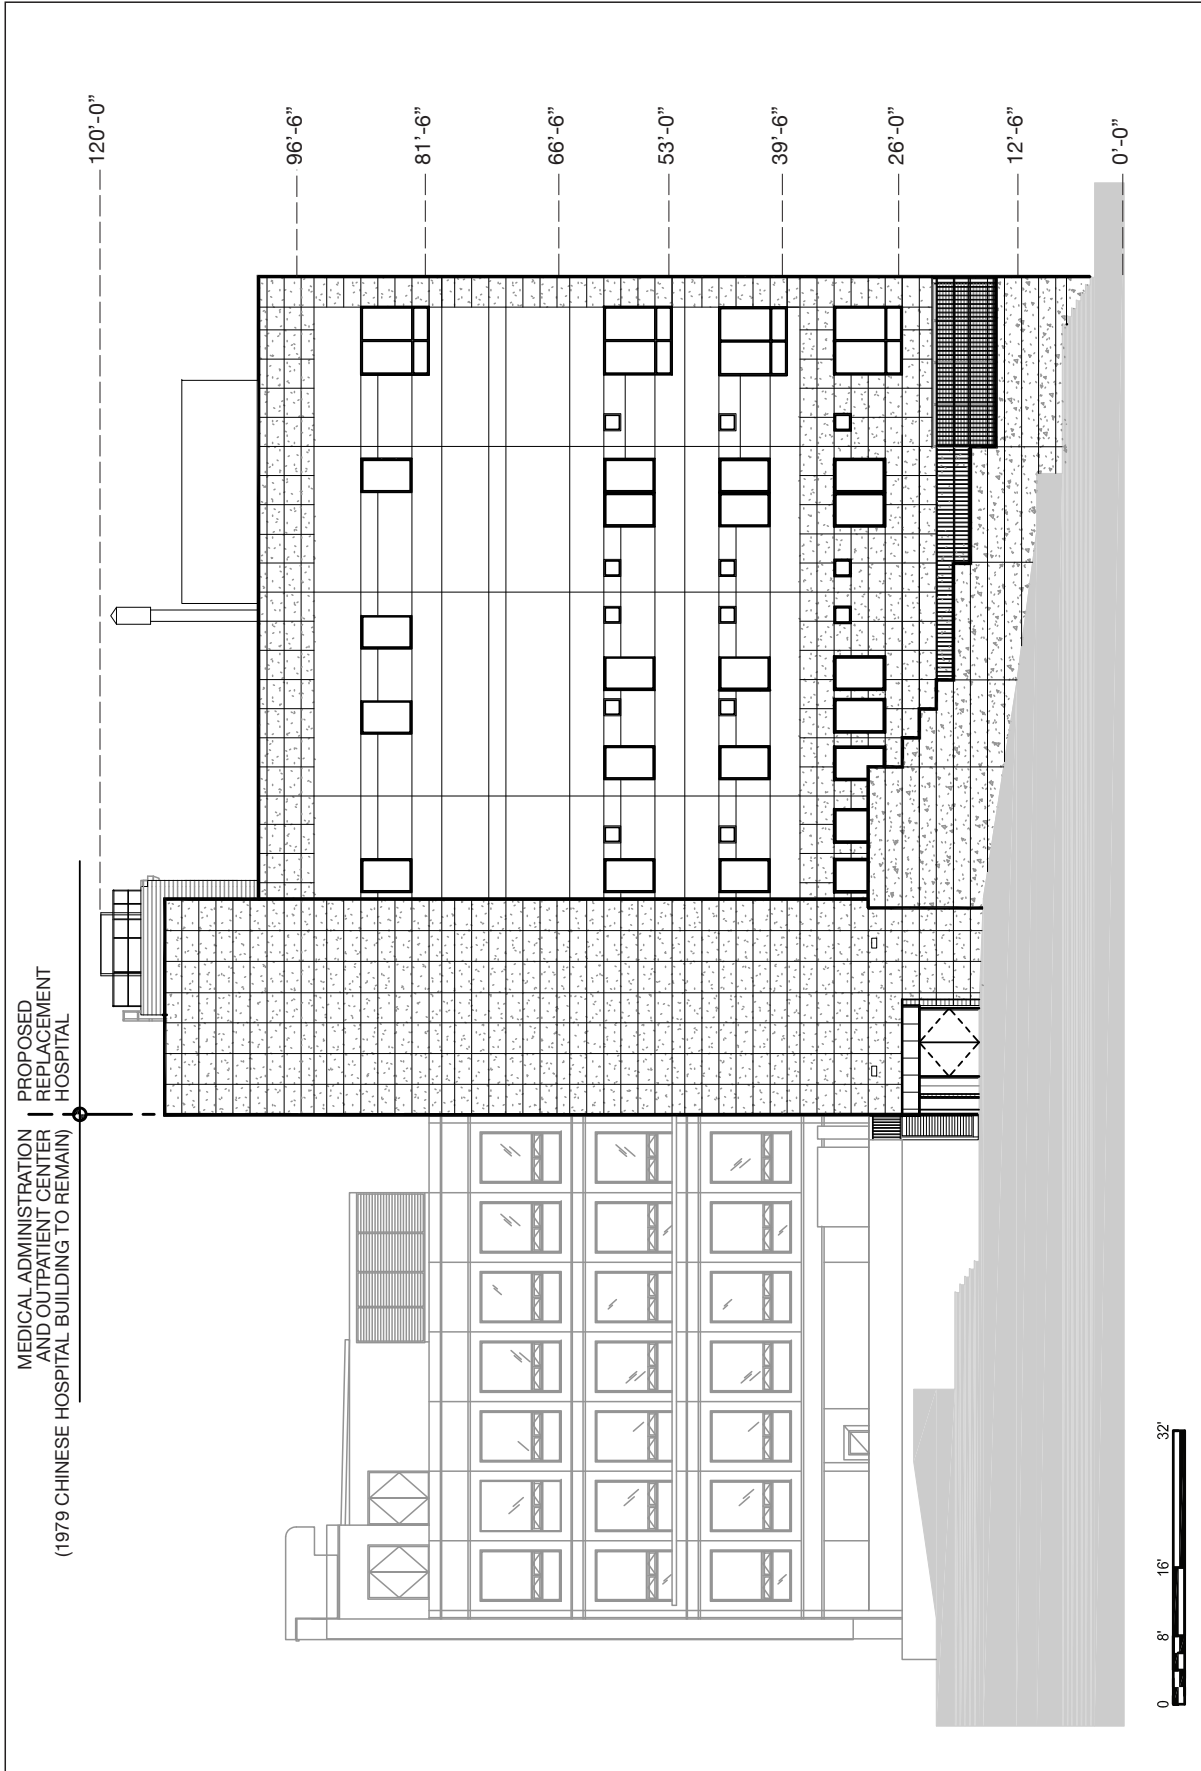 MEDICAL ADMINISTRATION
AND OUTPATIENT CENTER
(1979 CHINESE HOSPITAL BUILDING TO REMAIN)
PROPOSED
REPLACEMENT
HOSPITAL
120’-0”
96’-6”
81’-6”
66’-6”
53’-0”
39’-6”
26’-0”
12’-6”
0’-0”
0 8' 16' 32'